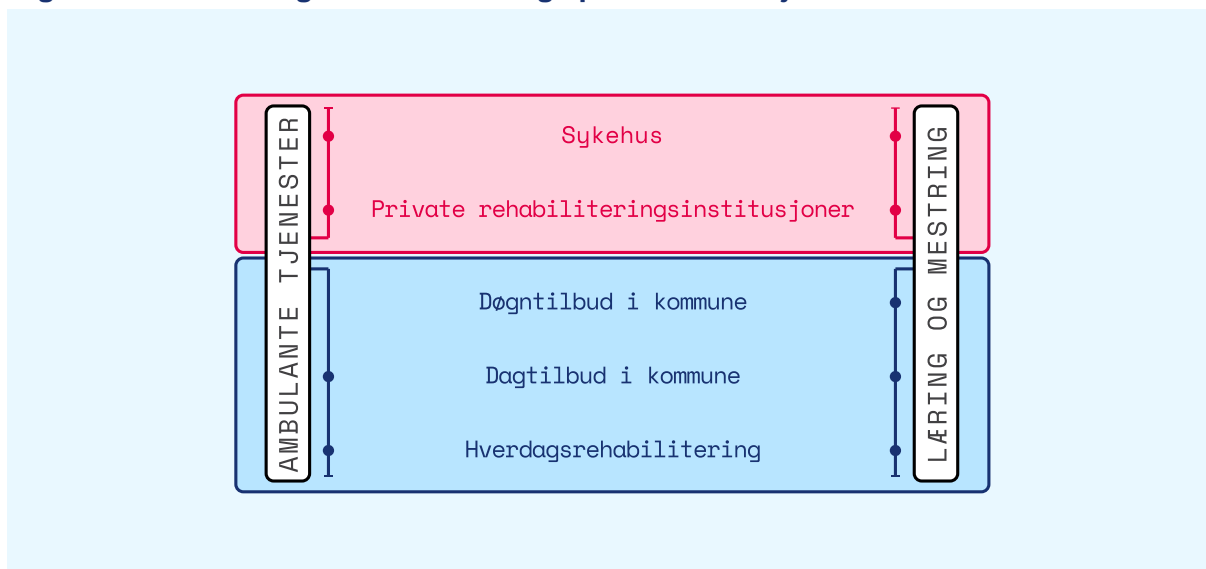 AMBULANTE TJENESTER
Sykehus
Private rehabiliteringsinstitusjoner
Døgntilbud i kommune
Dagtilbud i kommune
Hverdagsrehabilitering
LÆRING OG MESTRING